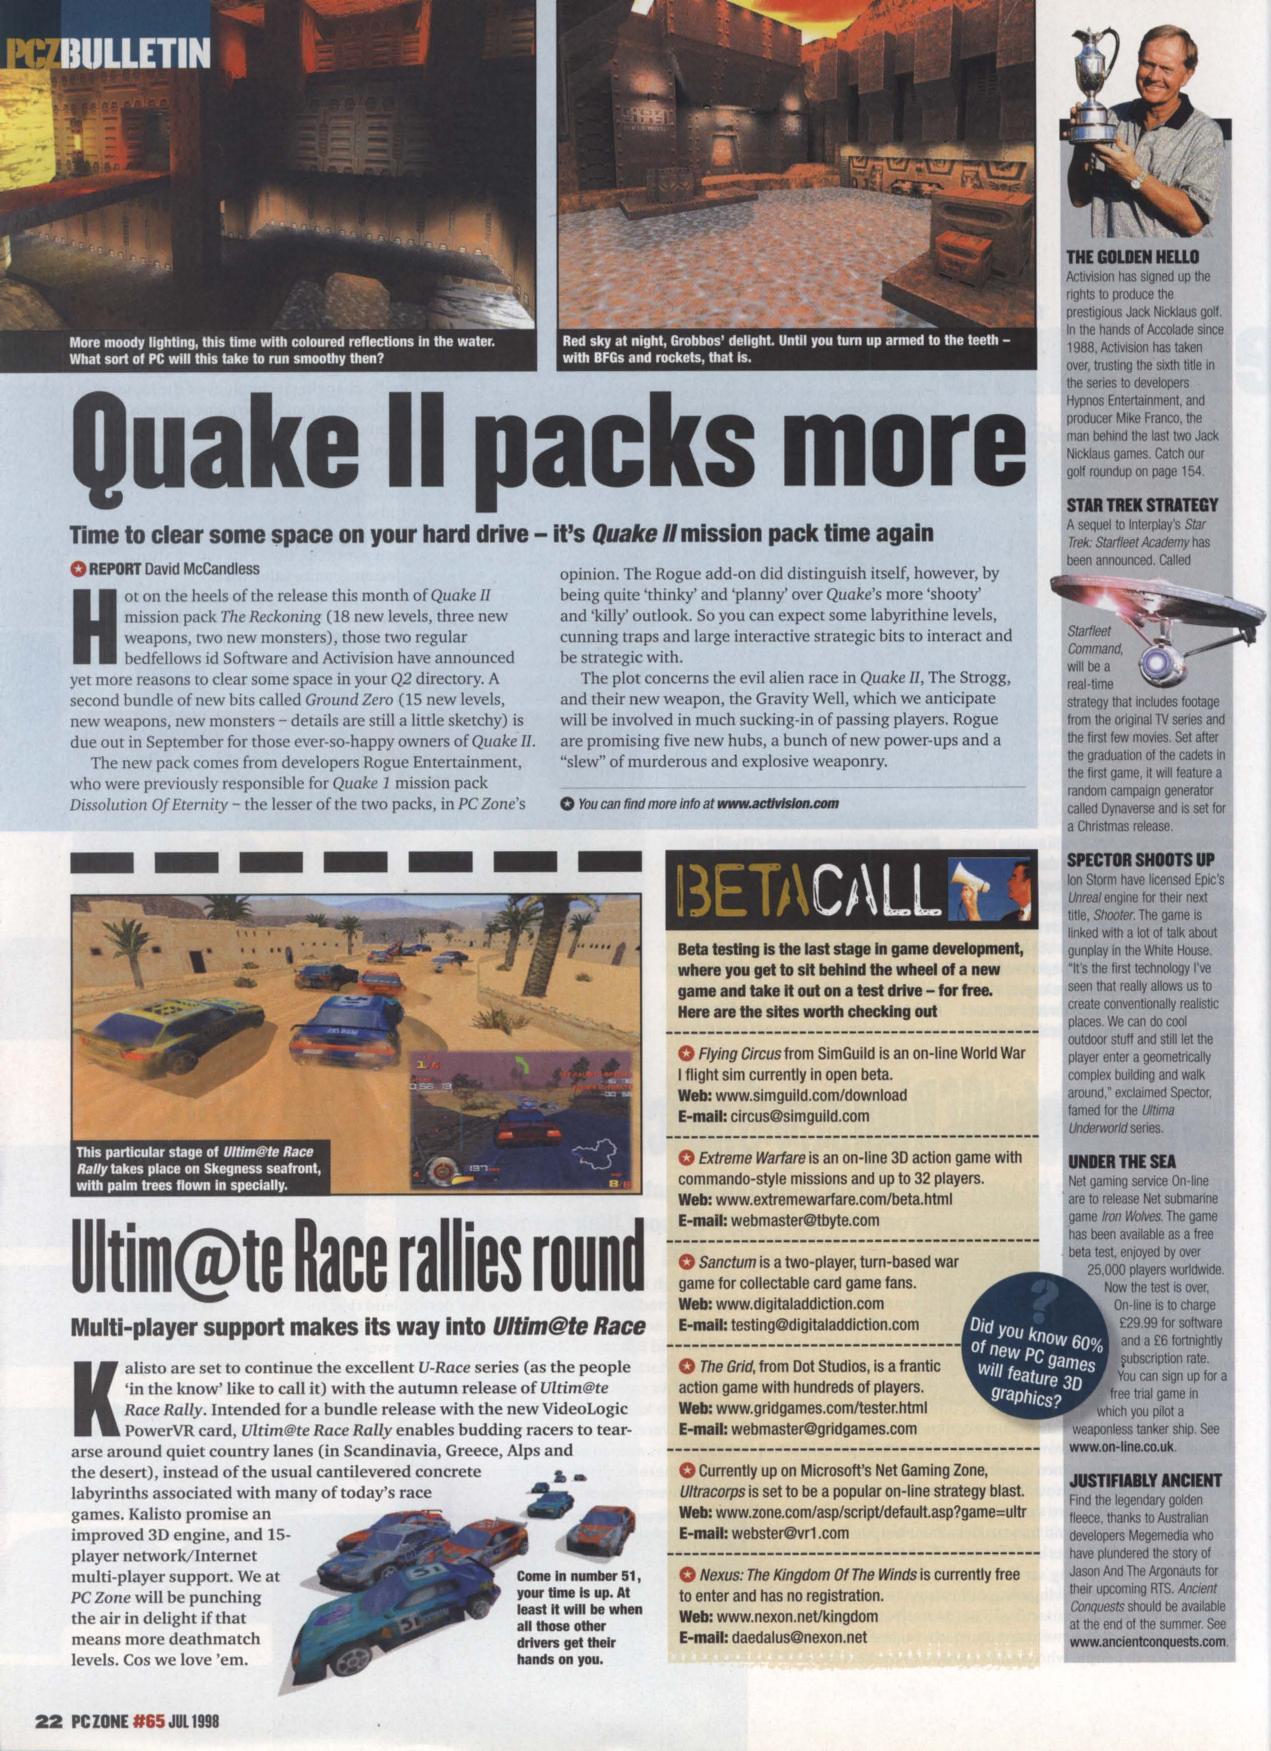 PCZBULLETIN
More moody lighting, this time with coloured reflections in the water.
What sort of PC will this take to run smoothy then?
Red sky at night, Grobbos' delight. Until you turn up armed to the teeth –
with BFGs and rockets, that is.
Quake II packs more
Time to clear some space on your hard drive – it's Quake II mission pack time again
REPORT David McCandless
Hot on the heels of the release this month of Quake II
mission pack The Reckoning (18 new levels, three new
weapons, two new monsters), those two regular
bedfellows id Software and Activision have announced
yet more reasons to clear some space in your Q2 directory. A
second bundle of new bits called Ground Zero (15 new levels,
new weapons, new monsters – details are still a little sketchy) is
due out in September for those ever-so-happy owners of Quake II.
The new pack comes from developers Rogue Entertainment,
who were previously responsible for Quake 1 mission pack
Dissolution Of Eternity – the lesser of the two packs, in PC Zone's
opinion. The Rogue add-on did distinguish itself, however, by
being quite 'thinky' and 'planny' over Quake's more 'shooty'
and 'killy' outlook. So you can expect some labyrithine levels,
cunning traps and large interactive strategic bits to interact and
be strategic with.
The plot concerns the evil alien race in Quake II, The Strogg,
and their new weapon, the Gravity Well, which we anticipate
will be involved in much sucking-in of passing players. Rogue
are promising five new hubs, a bunch of new power-ups and a
"slew" of murderous and explosive weaponry.
You can find more info at www.activision.com
This particular stage of Ultim@te Race
Rally takes place on Skegness seafront,
with palm trees flown in specially.
Ultim@te Race rallies round
Multi-player support makes its way into Ultim@te Race
Kalisto are set to continue the excellent U-Race series (as the people
'in the know' like to call it) with the autumn release of Ultim@te
Race Rally. Intended for a bundle release with the new VideoLogic
PowerVR card, Ultim@te Race Rally enables budding racers to tear-
arse around quiet country lanes (in Scandinavia, Greece, Alps and
the desert), instead of the usual cantilevered concrete
labyrinths associated with many of today's race
games. Kalisto promise an
improved 3D engine, and 15-
player network/Internet
multi-player support. We at
PC Zone will be punching
the air in delight if that
means more deathmatch
levels. Cos we love 'em.
Come in number 51,
your time is up. At
least it will be when
all those other
drivers get their
hands on you.
BETACALL
Beta testing is the last stage in game development,
where you get to sit behind the wheel of a new
game and take it out on a test drive – for free.
Here are the sites worth checking out
Flying Circus from SimGuild is an on-line World War
I flight sim currently in open beta.
Web: www.simguild.com/download
E-mail: circus@simguild.com
Extreme Warfare is an on-line 3D action game with
commando-style missions and up to 32 players.
Web: www.extremewarfare.com/beta.html
E-mail: webmaster@tbyte.com
Sanctum is a two-player, turn-based war
game for collectable card game fans.
Web: www.digitaladdiction.com
E-mail: testing@digitaladdiction.com
The Grid, from Dot Studios, is a frantic
action game with hundreds of players.
Web: www.gridgames.com/tester.html
E-mail: webmaster@gridgames.com
Currently up on Microsoft's Net Gaming Zone,
Ultracorps is set to be a popular on-line strategy blast.
Web: www.zone.com/asp/script/default.asp?game=ultr
E-mail: webster@vr1.com
Nexus: The Kingdom Of The Winds is currently free
to enter and has no registration.
Web: www.nexon.net/kingdom
E-mail: daedalus@nexon.net
?
Did you know 60%
of new PC games
will feature 3D
graphics?
THE GOLDEN HELLO
Activision has signed up the
rights to produce the
prestigious Jack Nicklaus golf.
In the hands of Accolade since
1988, Activision has taken
over, trusting the sixth title in
the series to developers
Hypnos Entertainment, and
producer Mike Franco, the
man behind the last two Jack
Nicklaus games. Catch our
golf roundup on page 154.
STAR TREK STRATEGY
A sequel to Interplay's Star
Trek: Starfleet Academy has
been announced. Called
Starfleet
Command,
will be a
real-time
strategy that includes footage
from the original TV series and
the first few movies. Set after
the graduation of the cadets in
the first game, it will feature a
random campaign generator
called Dynaverse and is set for
a Christmas release.
SPECTOR SHOOTS UP
Ion Storm have licensed Epic's
Unreal engine for their next
title, Shooter. The game is
linked with a lot of talk about
gunplay in the White House.
"It's the first technology I've
seen that really allows us to
create conventionally realistic
places. We can do cool
outdoor stuff and still let the
player enter a geometrically
complex building and walk
around," exclaimed Spector,
famed for the Ultima
Underworld series.
UNDER THE SEA
Net gaming service On-line
are to release Net submarine
game Iron Wolves. The game
has been available as a free
beta test, enjoyed by over
25,000 players worldwide.
Now the test is over,
On-line is to charge
£29.99 for software
and a £6 fortnightly
subscription rate.
You can sign up for a
free trial game in
which you pilot a
weaponless tanker ship. See
www.on-line.co.uk.
JUSTIFIABLY ANCIENT
Find the legendary golden
fleece, thanks to Australian
developers Megemedia who
have plundered the story of
Jason And The Argonauts for
their upcoming RTS. Ancient
Conquests should be available
at the end of the summer. See
www.ancientconquests.com.
22 PC ZONE #65 JUL 1998